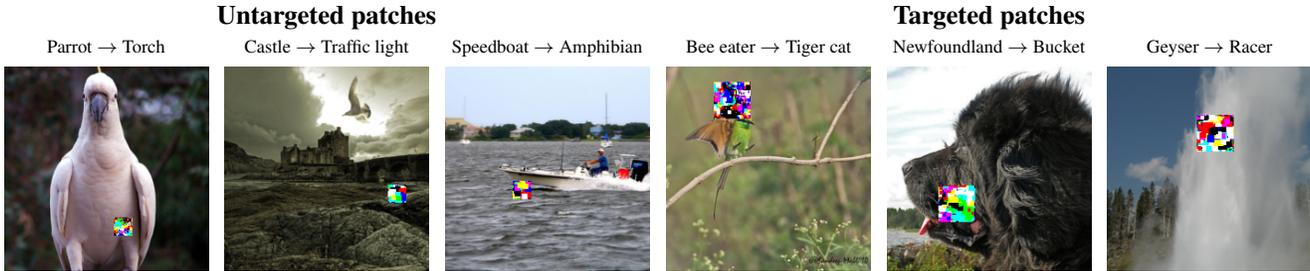 Untargeted patches
Targeted patches
Parrot → Torch
Castle → Traffic light
Speedboat → Amphibian
Bee eater → Tiger cat
Newfoundland → Bucket
Geyser → Racer